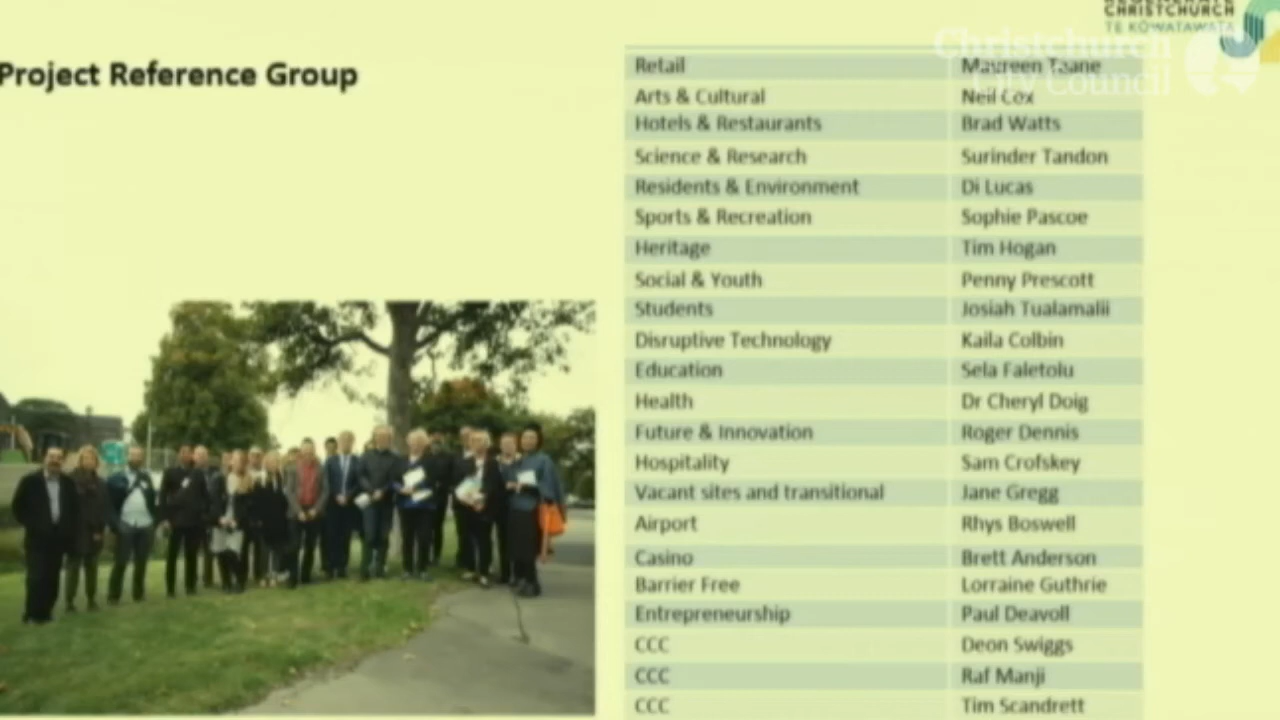 CHRISTCHURCH
TE KŌWATAWATA
Christchurch
City Council
Project Reference Group
Retail Maureen Taane
Arts & Cultural Neil Cox
Hotels & Restaurants Brad Watts
Science & Research Surinder Tandon
Residents & Environment Di Lucas
Sports & Recreation Sophie Pascoe
Heritage Tim Hogan
Social & Youth Penny Prescott
Students Josiah Tualamalii
Disruptive Technology Kaila Colbin
Education Sela Faletolu
Health Dr Cheryl Doig
Future & Innovation Roger Dennis
Hospitality Sam Crofskey
Vacant sites and transitional Jane Gregg
Airport Rhys Boswell
Casino Brett Anderson
Barrier Free Lorraine Guthrie
Entrepreneurship Paul Deavoll
CCC Deon Swiggs
CCC Raf Manji
CCC Tim Scandrett